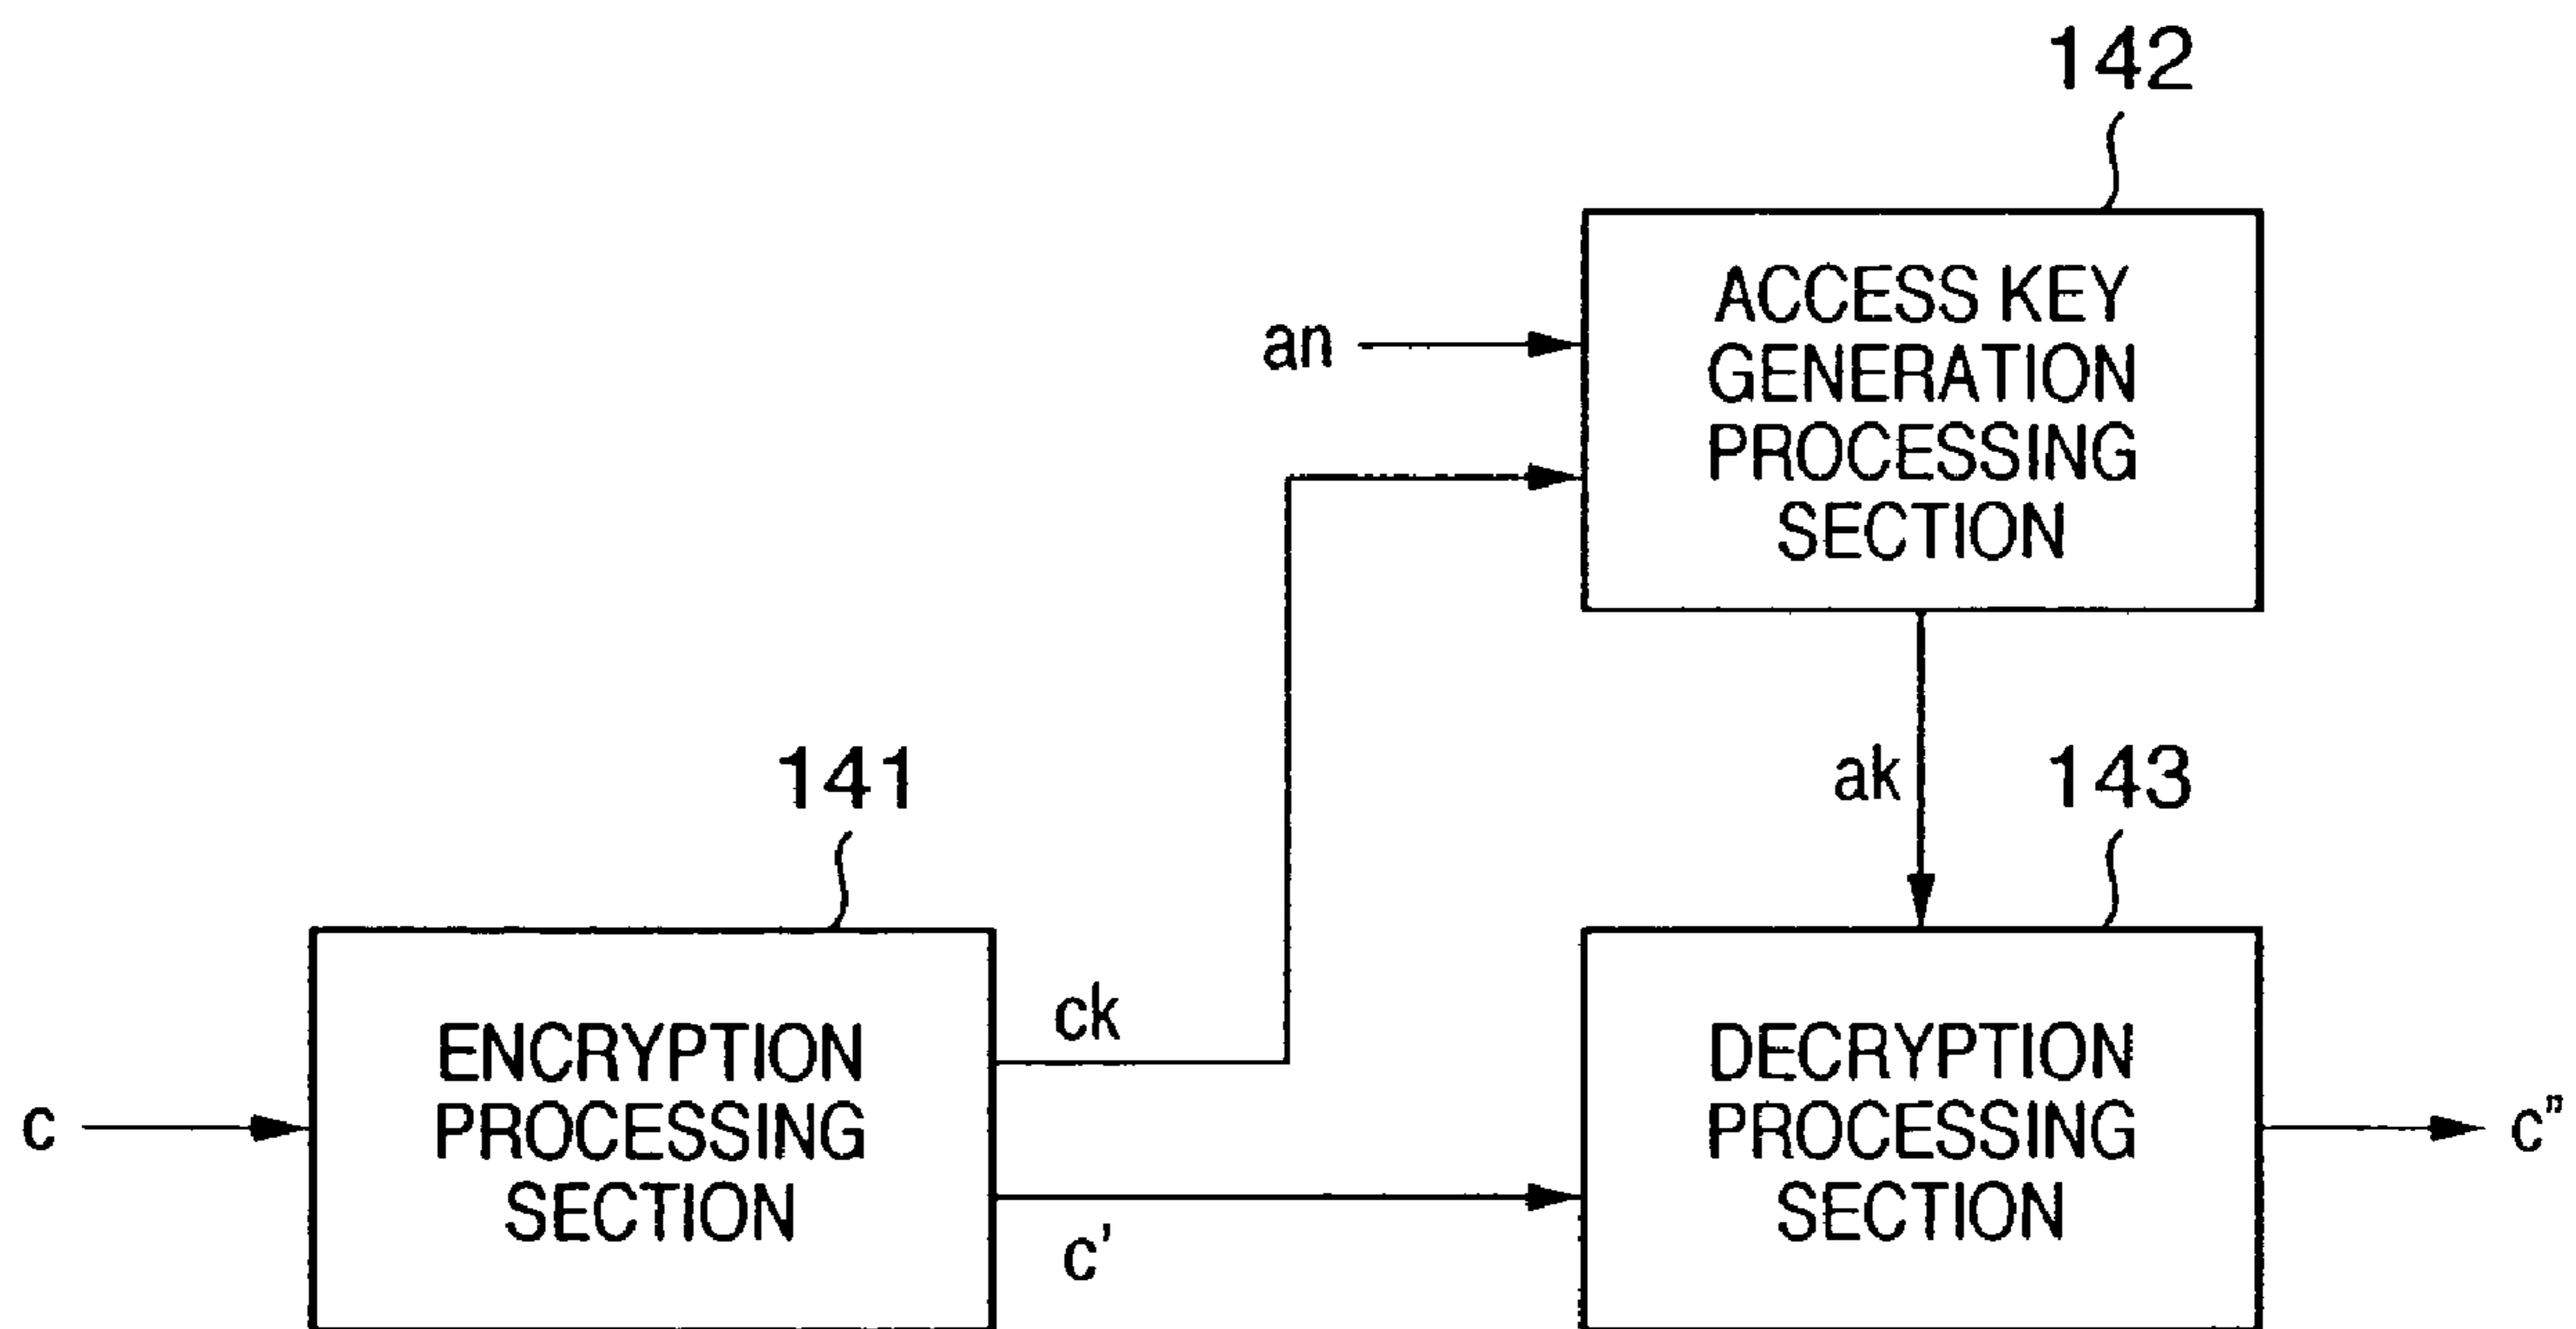 142
ACCESS KEY
GENERATION
PROCESSING
SECTION
an
ak
141
143
ck
ENCRYPTION
PROCESSING
SECTION
DECRYPTION
PROCESSING
SECTION
c
c'
c"